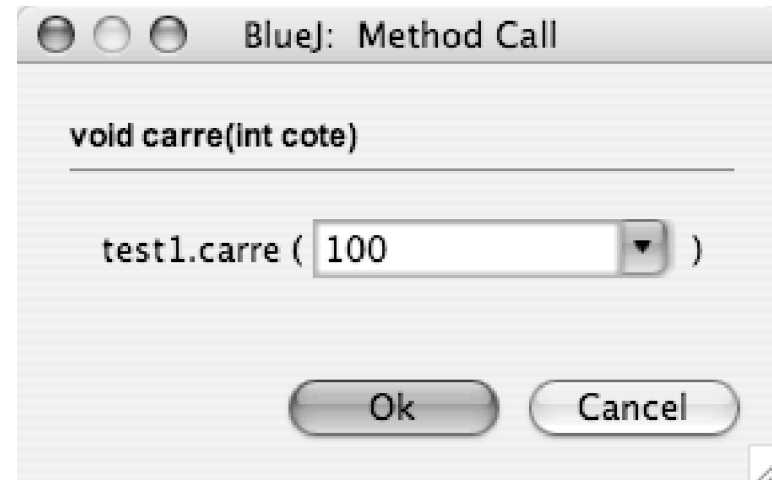 BlueJ: Method Call
void carre(int cote)
test1.carre ( 100 )
Ok Cancel